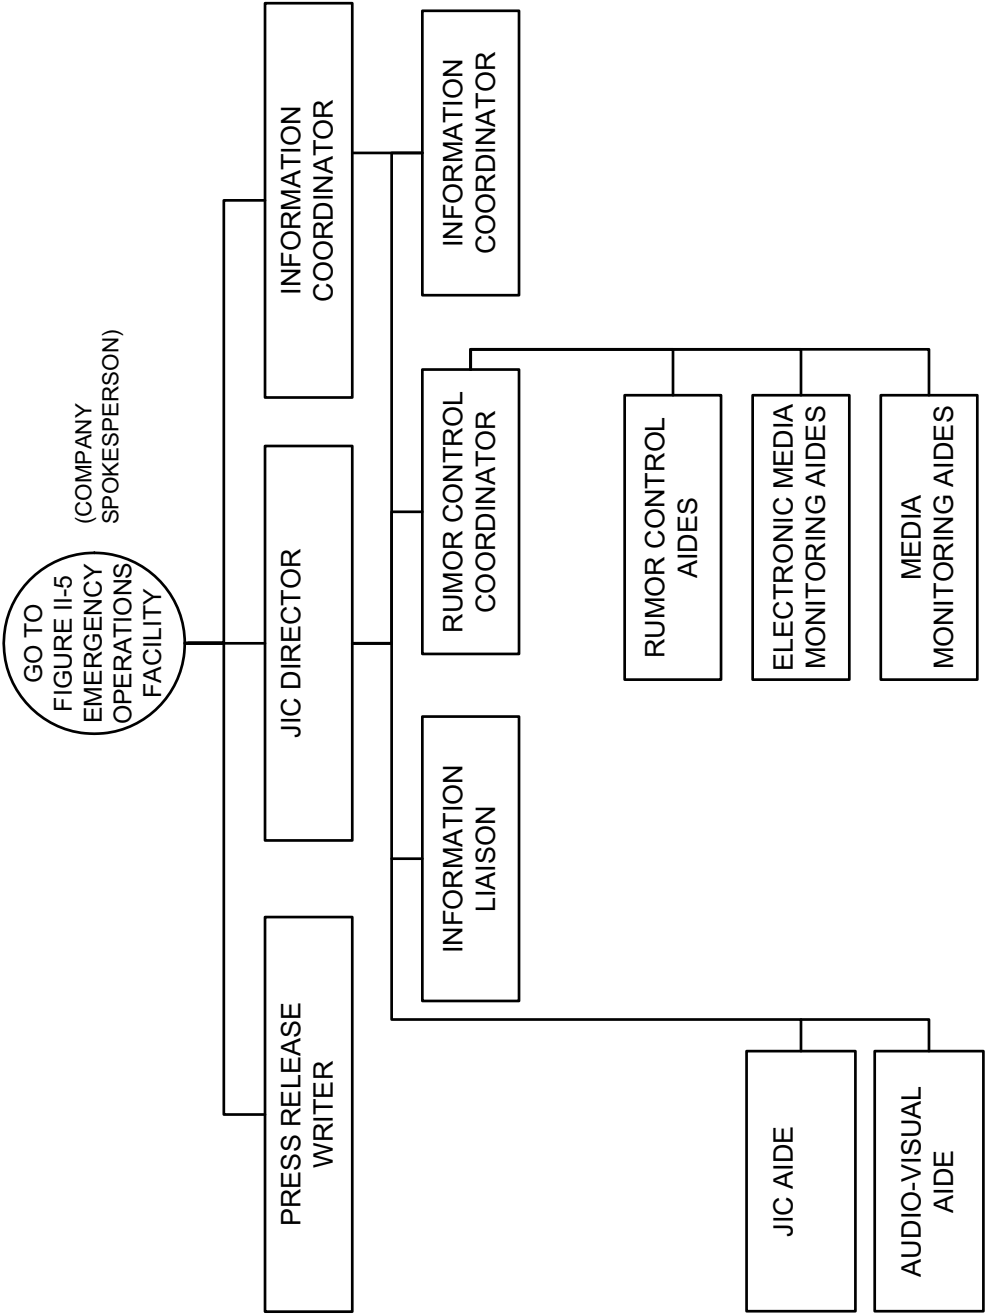 GO TO
FIGURE II-5
EMERGENCY
OPERATIONS
FACILITY
(COMPANY
SPOKESPERSON)
PRESS RELEASE
WRITER
JIC DIRECTOR
INFORMATION
COORDINATOR
INFORMATION
LIAISON
RUMOR CONTROL
COORDINATOR
INFORMATION
COORDINATOR
RUMOR CONTROL
AIDES
ELECTRONIC MEDIA
MONITORING AIDES
MEDIA
MONITORING AIDES
JIC AIDE
AUDIO-VISUAL
AIDE